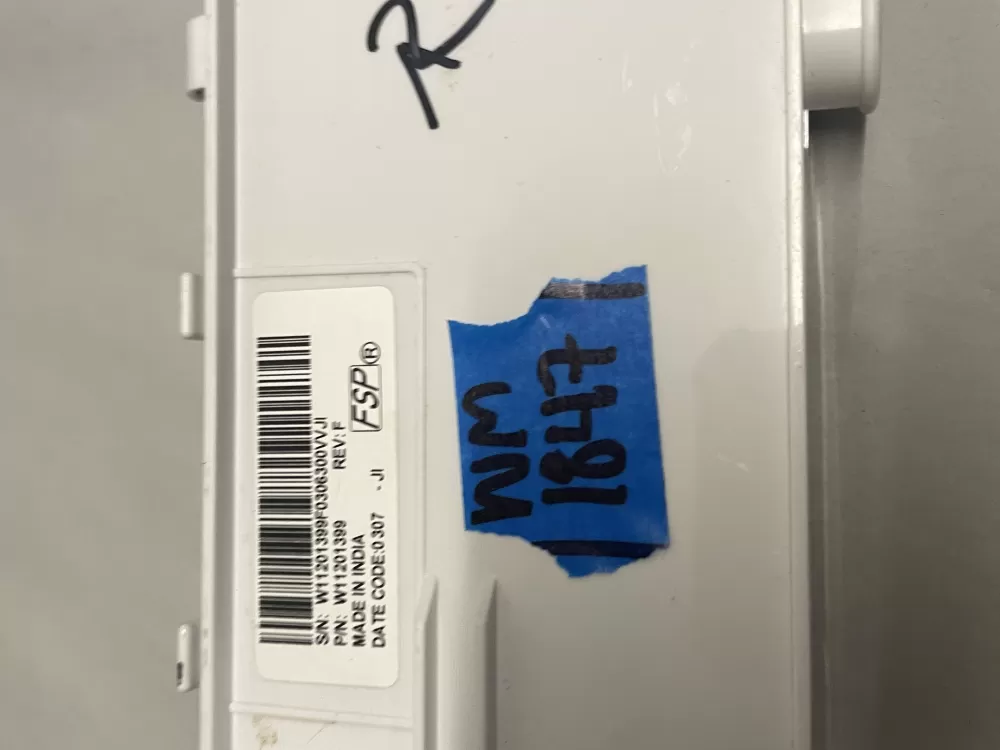 R
S/N: W11201399F0306300VVJI
P/N: W11201399 REV: F
MADE IN INDIA
DATE CODE:0307 - JI
FSP®
WM
1847